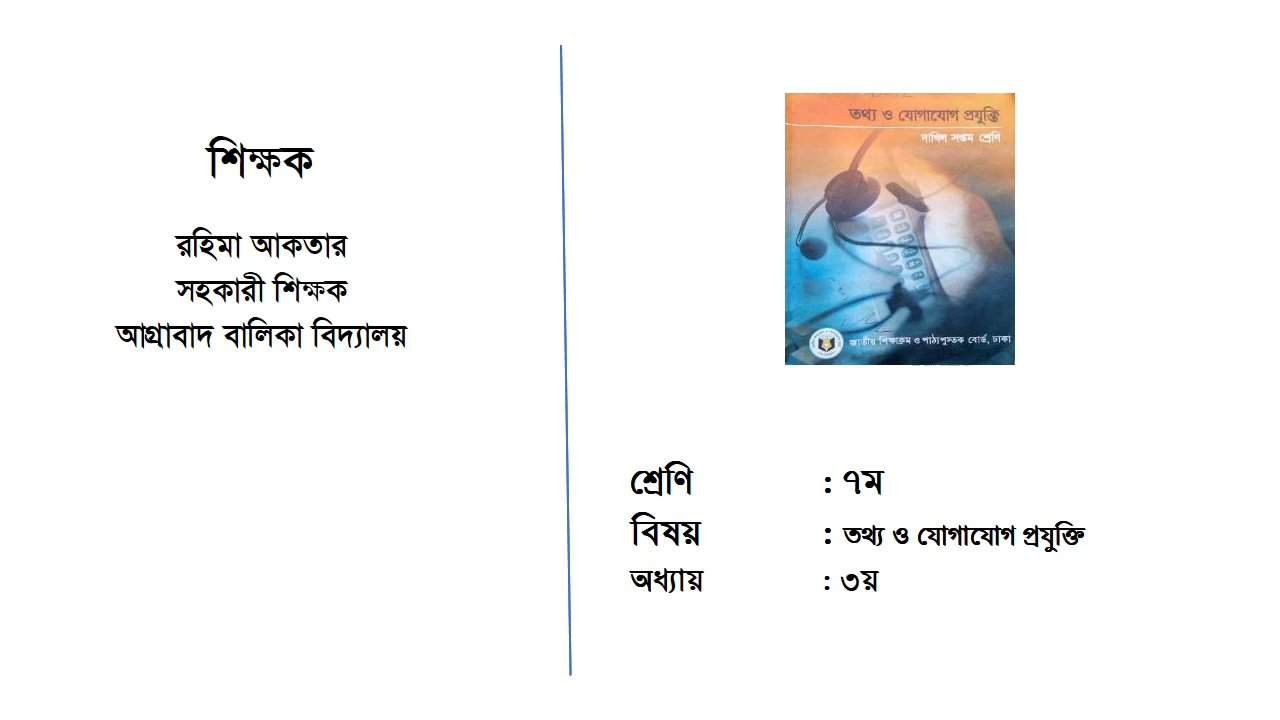 শিক্ষক
রহিমা আকতার
সহকারী শিক্ষক
আগ্রাবাদ বালিকা বিদ্যালয়
তথ্য ও যোগাযোগ প্রযুক্তি
দাখিল সপ্তম শ্রেণি
জাতীয় শিক্ষাক্রম ও পাঠ্যপুস্তক বোর্ড, ঢাকা
শ্রেণি : ৭ম
বিষয় : তথ্য ও যোগাযোগ প্রযুক্তি
অধ্যায় : ৩য়